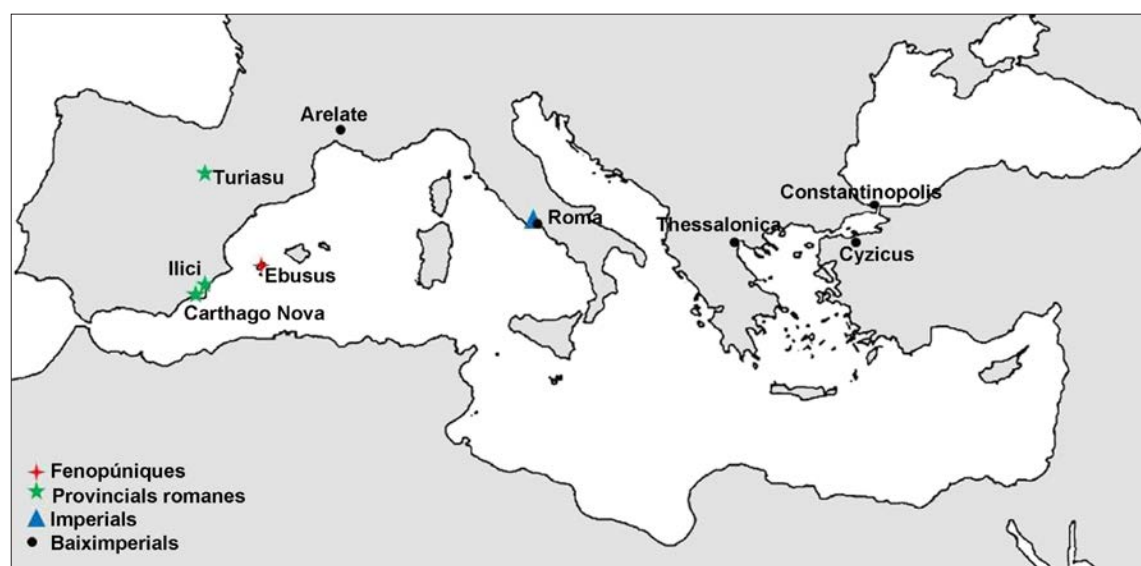 Arelate
Turiasu
Constantinopolis
Roma
Thessalonica
Cyzicus
Ilici
Ebusus
Carthago Nova
Fenopúniques
Provincials romanes
Imperials
Baiximperials